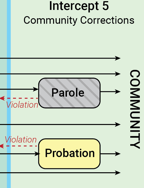 Intercept 5
Community Corrections
Parole
Violation
COMMUNITY
Violation
Probation